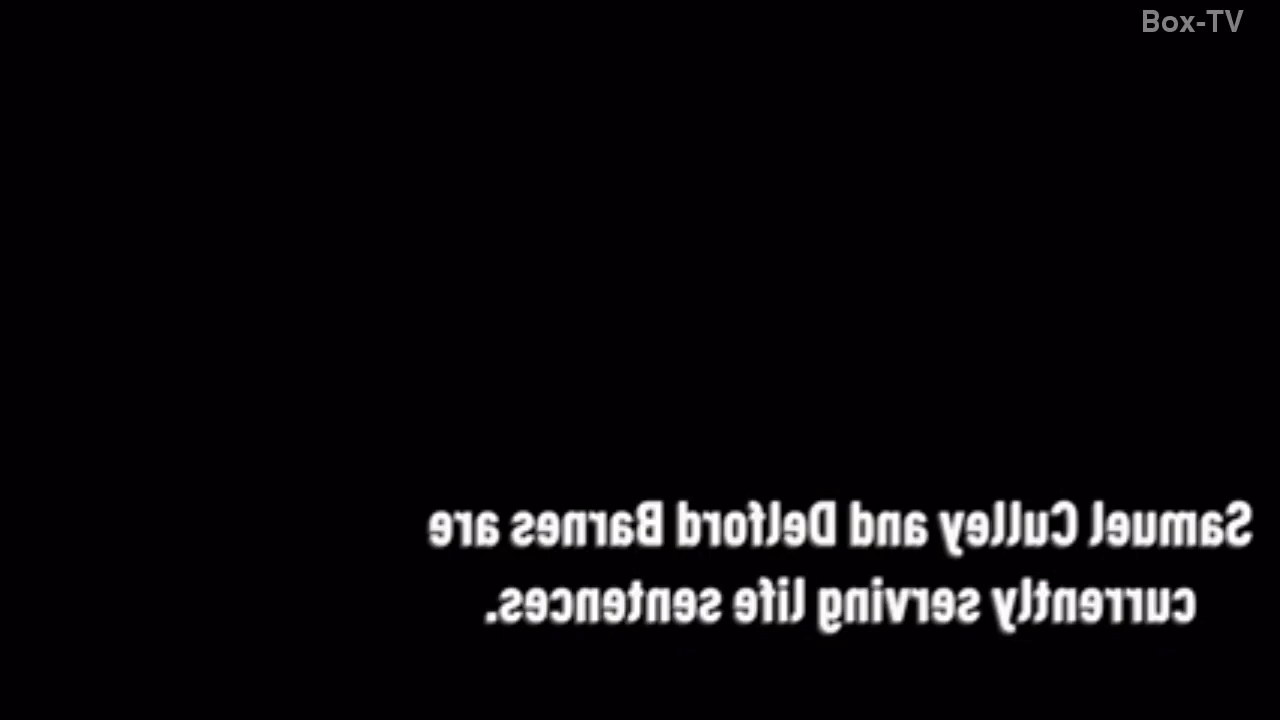 Box-TV
Samuel Culley and Delford Barnes are
currently serving life sentences.